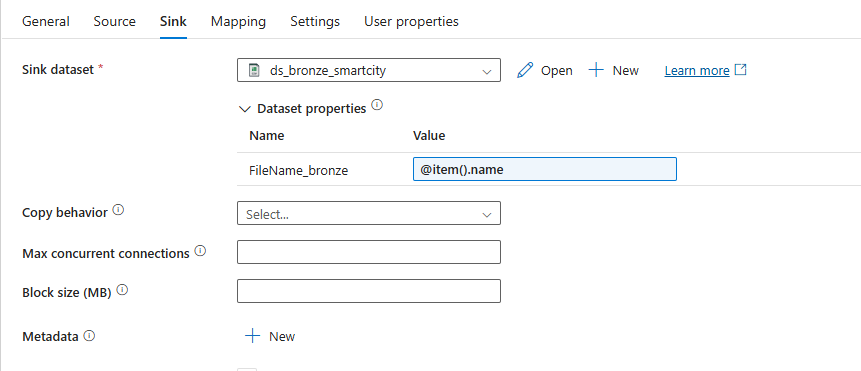 General Source Sink Mapping Settings User properties
Sink dataset * ds_bronze_smartcity Open New Learn more
Dataset properties
Name Value
FileName_bronze @item().name
Copy behavior Select...
Max concurrent connections
Block size (MB)
Metadata New